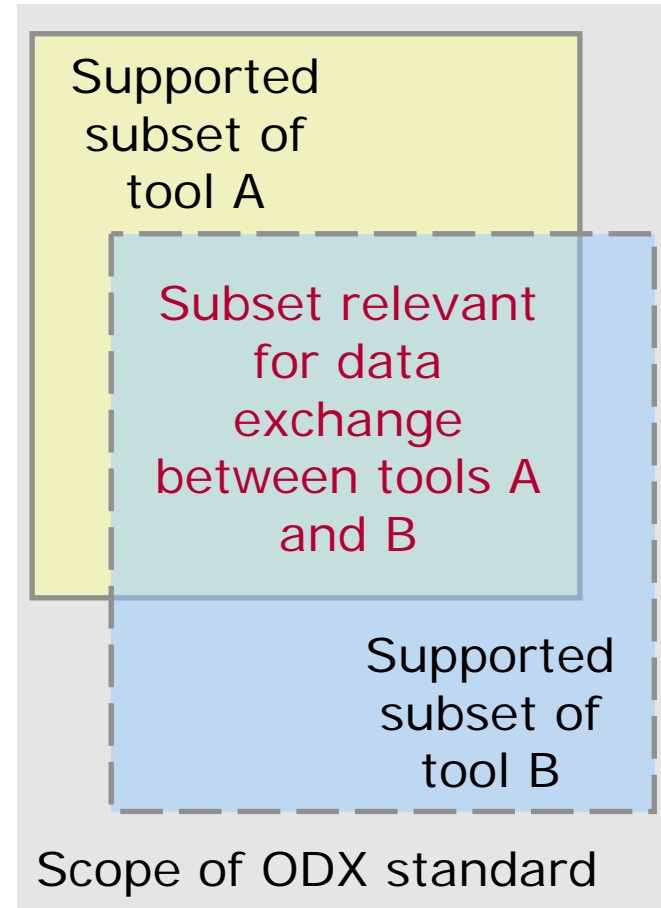 Supported
subset of
tool A
Subset relevant
for data
exchange
between tools A
and B
Supported
subset of
tool B
Scope of ODX standard